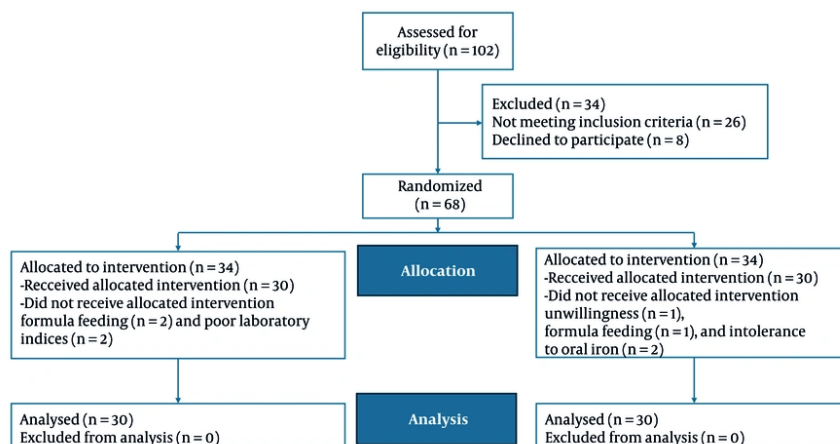 Assessed for
eligibility (n = 102)
Excluded (n = 34)
Not meeting inclusion criteria (n = 26)
Declined to participate (n = 8)
Randomized
(n = 68)
Allocated to intervention (n = 34)
-Recceived allocated intervention (n = 30)
-Did not receive allocated intervention
formula feeding (n = 2) and poor laboratory
indices (n = 2)
Allocation
Allocated to intervention (n = 34)
-Recceived allocated intervention (n = 30)
-Did not receive allocated intervention
unwillingness (n = 1),
formula feeding (n = 1), and intolerance
to oral iron (n = 2)
Analysed (n = 30)
Excluded from analysis (n = 0)
Analysis
Analysed (n = 30)
Excluded from analysis (n = 0)